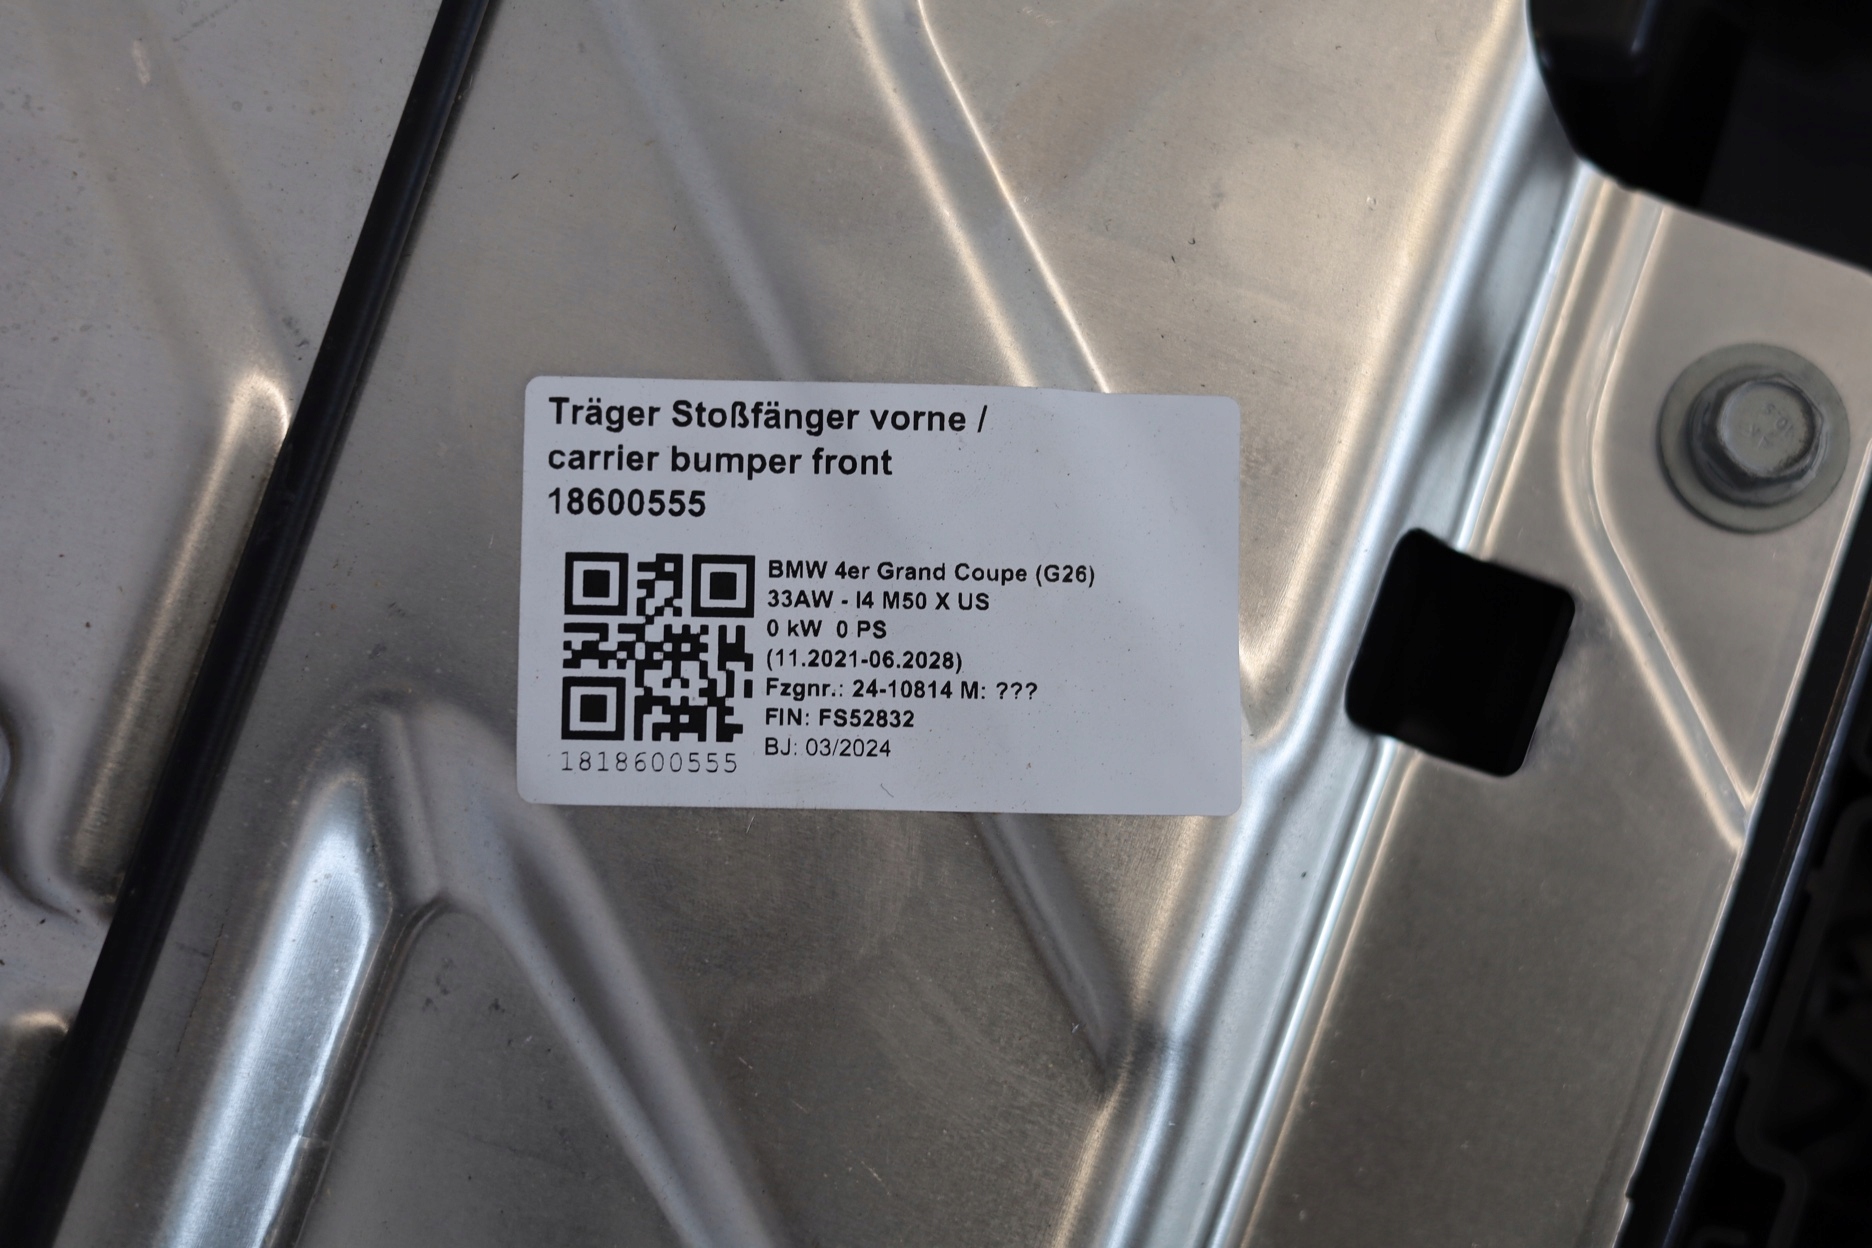 Träger Stoßfänger vorne /
carrier bumper front
18600555
BMW 4er Grand Coupe (G26)
33AW - I4 M50 X US
0 kW 0 PS
(11.2021-06.2028)
Fzgnr.: 24-10814 M: ???
FIN: FS52832
BJ: 03/2024
1818600555